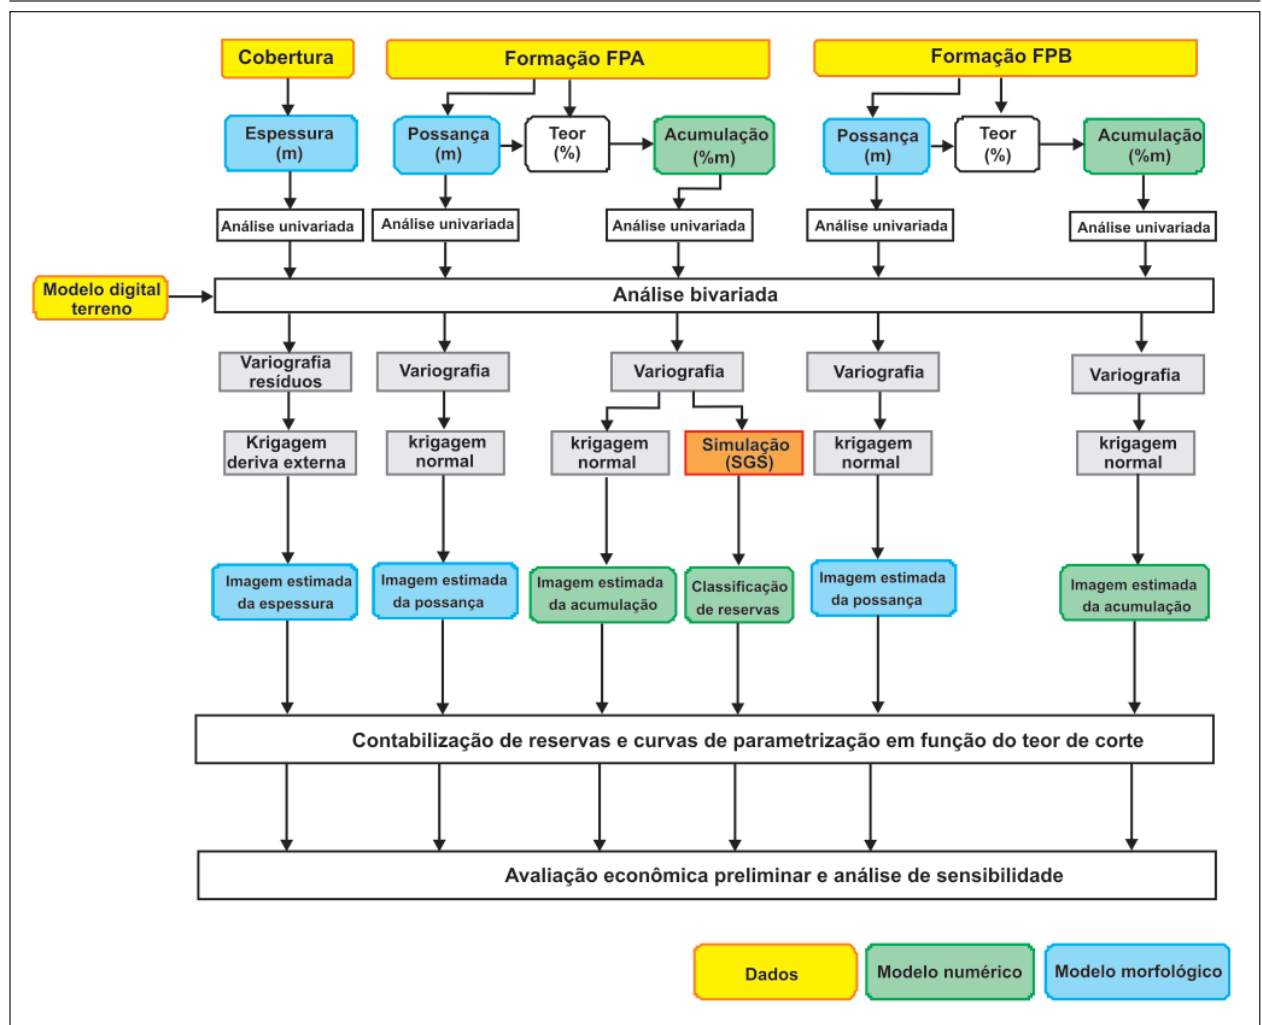 Cobertura
Formação FPA
Formação FPB
Espessura
(m)
Possança
(m)
Teor
(%)
Acumulação
(%m)
Possança
(m)
Teor
(%)
Acumulação
(%m)
Análise univariada
Análise univariada
Análise univariada
Análise univariada
Análise univariada
Modelo digital
terreno
Análise bivariada
Variografia
resíduos
Variografia
Variografia
Variografia
Variografia
Krigagem
deriva externa
krigagem
normal
krigagem
normal
Simulação
(SGS)
krigagem
normal
krigagem
normal
Imagem estimada
da espessura
Imagem estimada
da possança
Imagem estimada
da acumulação
Classificação
de reservas
Imagem estimada
da possança
Imagem estimada
da acumulação
Contabilização de reservas e curvas de parametrização em função do teor de corte
Avaliação econômica preliminar e análise de sensibilidade
Dados
Modelo numérico
Modelo morfológico